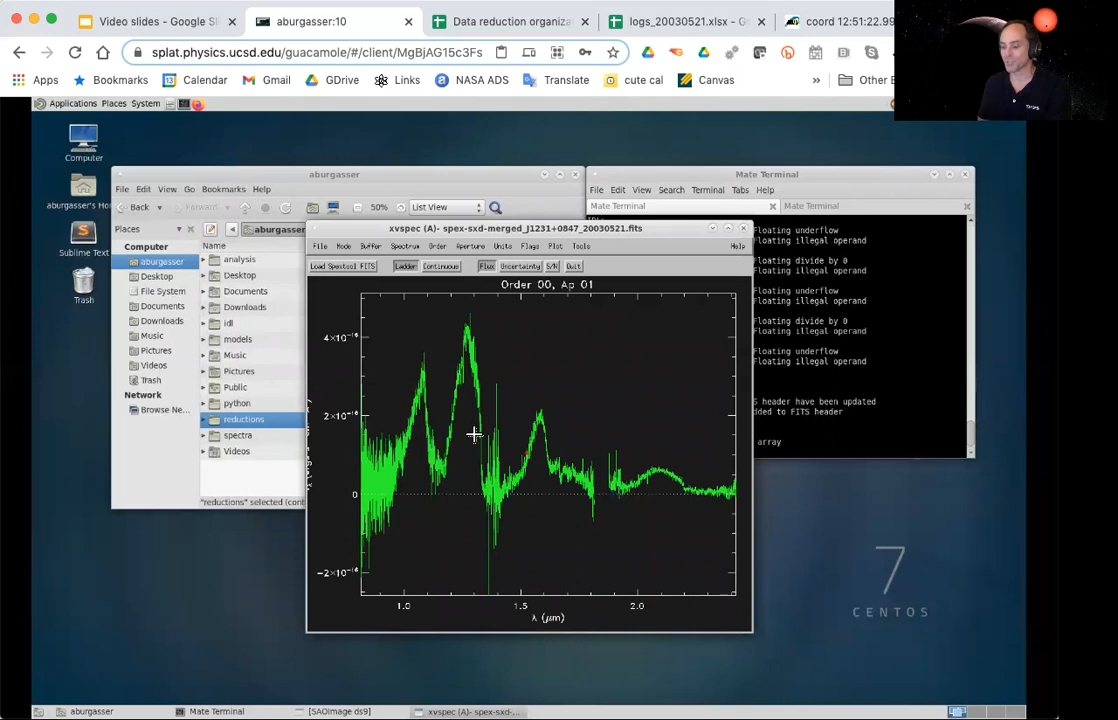 Video slides - Google Sl
aburgasser:10
Data reduction organiza
logs_20030521.xlsx - G
coord 12:51:22.99
splat.physics.ucsd.edu/guacamole/#/client/MgBjAG15c3Fs
Apps
Bookmarks
Calendar
Gmail
GDrive
Links
NASA ADS
Translate
cute cal
Canvas
»
Other B
Applications Places System
Computer
aburgasser's Ho
Sublime Text
Trash
aburgasser
File Edit View Go Bookmarks Help
Back
Forward
50%
List View
Places
aburgasser
Computer
aburgasser
Desktop
File System
Documents
Downloads
Music
Pictures
Videos
Trash
Network
Browse Ne...
Name
analysis
Desktop
Documents
Downloads
idl
models
Music
Pictures
Public
python
reductions
spectra
Videos
"reductions" selected (cont
Mate Terminal
File Edit View Search Terminal Tabs Help
Mate Terminal
Mate Terminal
Floating underflow
Floating illegal operand
Floating divide by 0
Floating illegal operand
Floating underflow
Floating illegal operand
Floating divide by 0
Floating illegal operand
Floating underflow
Floating illegal operand
S header have been updated
dded to FITS header
array
xvspec (A)- spex-sxd-merged_J1231+0847_20030521.fits
File Mode Buffer Spectrum Order Aperture Units Flags Plot Tools Help
Load Spextool FITS
Ladder
Continuous
Flux
Uncertainty
S/N
Quit
Order 00, Ap 01
4×10⁻¹⁶
2×10⁻¹⁶
0
−2×10⁻¹⁶
1.0
1.5
2.0
λ (μm)
7
CENTOS
aburgasser
Mate Terminal
[SAOImage ds9]
xvspec (A)- spex-sxd-...